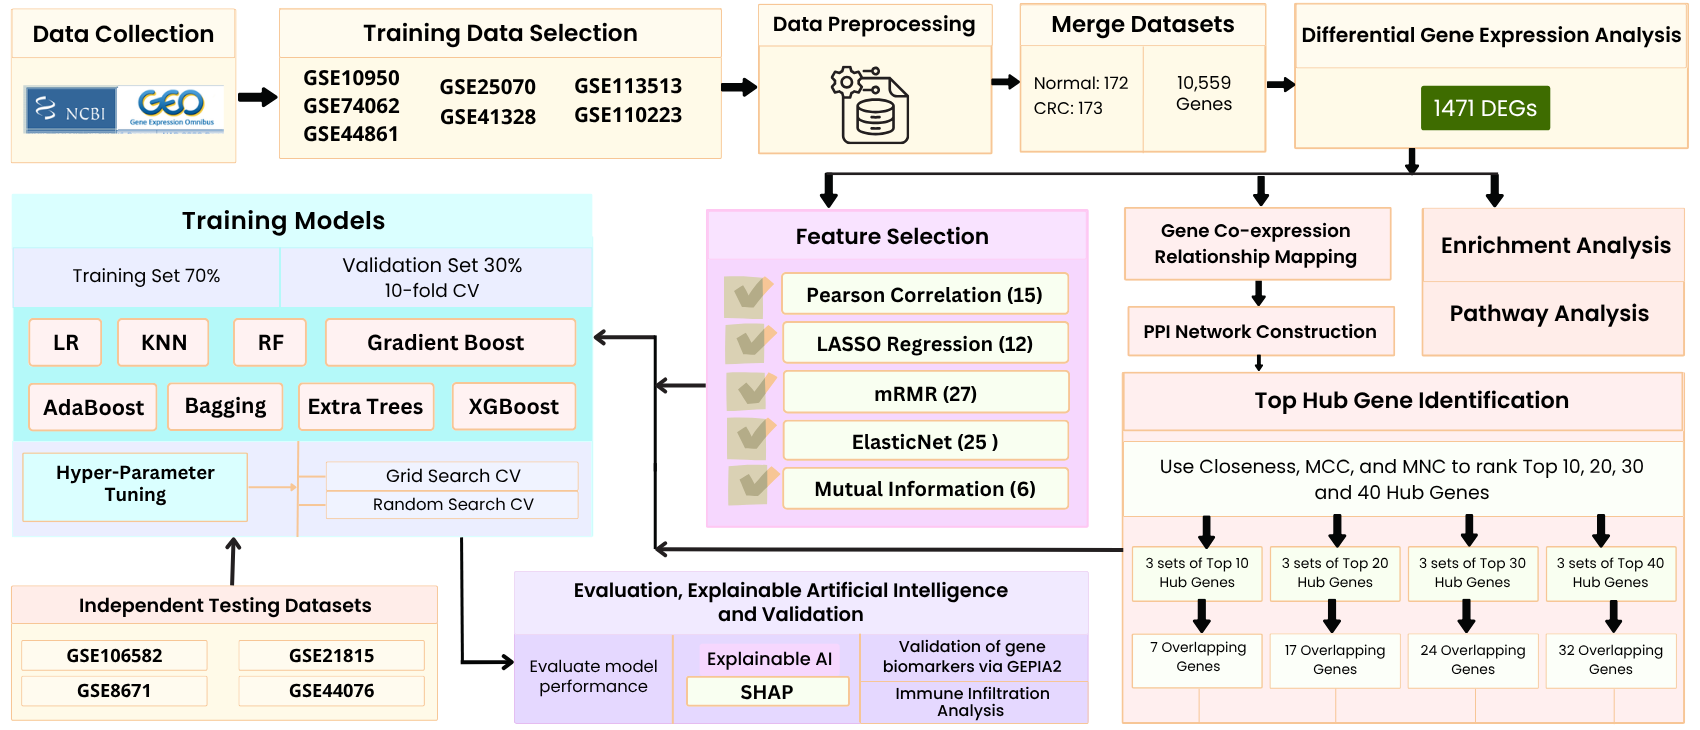 Data Collection
NCBI
GEO
Gene Expression Omnibus
Training Data Selection
GSE10950
GSE74062
GSE44861
GSE25070
GSE41328
GSE113513
GSE110223
Data Preprocessing
Merge Datasets
Normal: 172
CRC: 173
10,559
Genes
Differential Gene Expression Analysis
1471 DEGs
Training Models
Training Set 70%
Validation Set 30%
10-fold CV
LR
KNN
RF
Gradient Boost
AdaBoost
Bagging
Extra Trees
XGBoost
Hyper-Parameter
Tuning
Grid Search CV
Random Search CV
Feature Selection
Pearson Correlation (15)
LASSO Regression (12)
mRMR (27)
ElasticNet (25 )
Mutual Information (6)
Gene Co-expression
Relationship Mapping
PPI Network Construction
Enrichment Analysis
Pathway Analysis
Top Hub Gene Identification
Use Closeness, MCC, and MNC to rank Top 10, 20, 30
and 40 Hub Genes
3 sets of Top 10
Hub Genes
3 sets of Top 20
Hub Genes
3 sets of Top 30
Hub Genes
3 sets of Top 40
Hub Genes
7 Overlapping
Genes
17 Overlapping
Genes
24 Overlapping
Genes
32 Overlapping
Genes
Independent Testing Datasets
GSE106582
GSE21815
GSE8671
GSE44076
Evaluation, Explainable Artificial Intelligence
and Validation
Evaluate model
performance
Explainable AI
SHAP
Validation of gene
biomarkers via GEPIA2
Immune Infiltration
Analysis